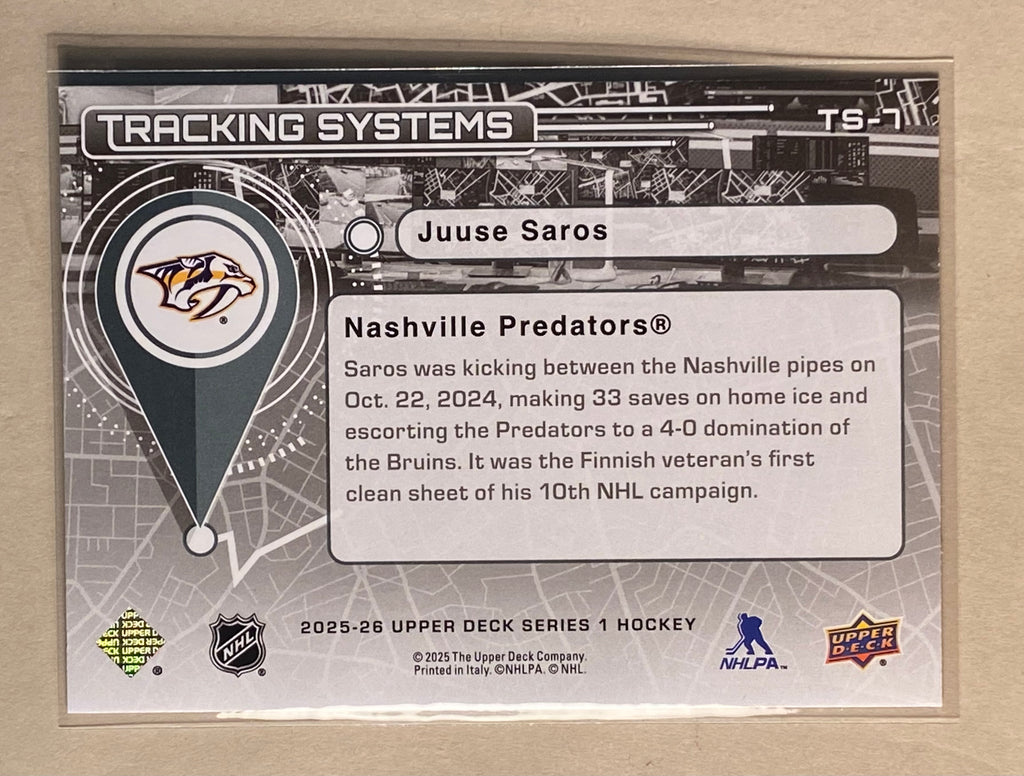 TRACKING SYSTEMS
TS-7
Juuse Saros
Nashville Predators®
Saros was kicking between the Nashville pipes on
Oct. 22, 2024, making 33 saves on home ice and
escorting the Predators to a 4-0 domination of
the Bruins. It was the Finnish veteran's first
clean sheet of his 10th NHL campaign.
®
2025-26 UPPER DECK SERIES 1 HOCKEY
© 2025 The Upper Deck Company.
Printed in Italy. ©NHLPA. © NHL.
UPPER DECK
®
NHL
®
NHLPA™
UPPER
D·E·C·K
®